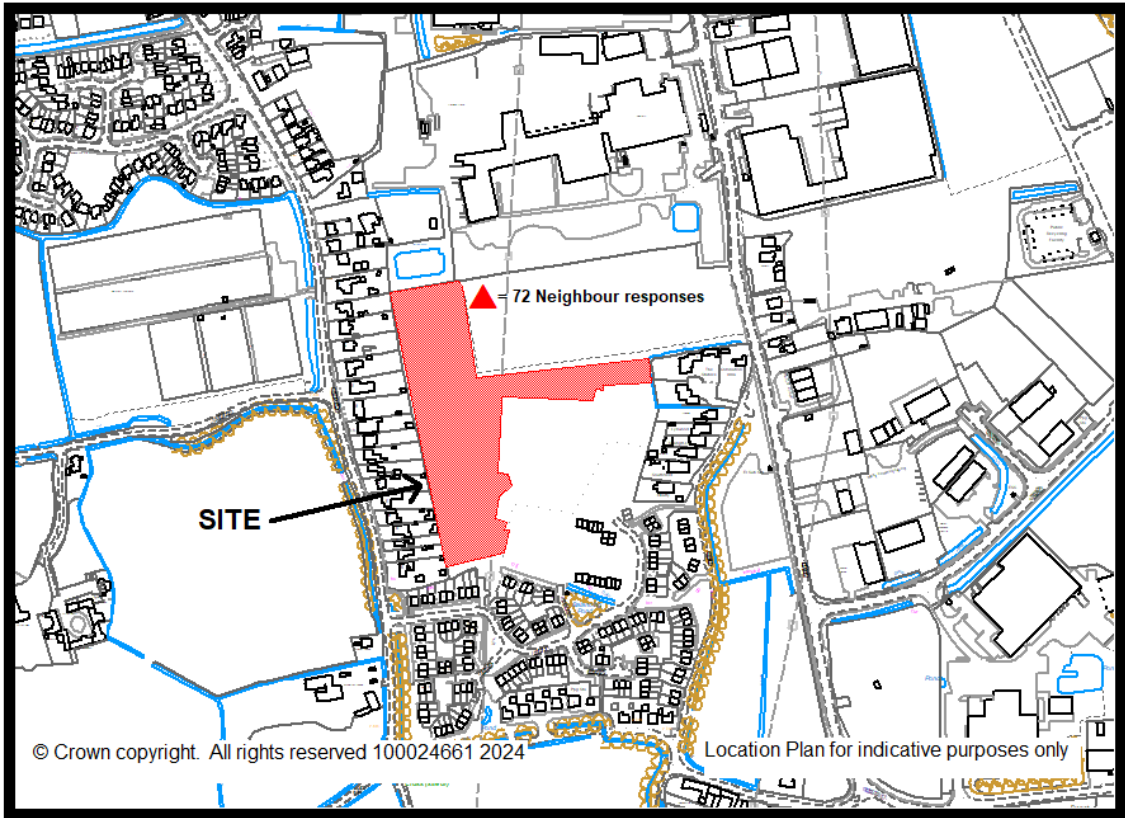 = 72 Neighbour responses
SITE
© Crown copyright. All rights reserved 100024661 2024
Location Plan for indicative purposes only